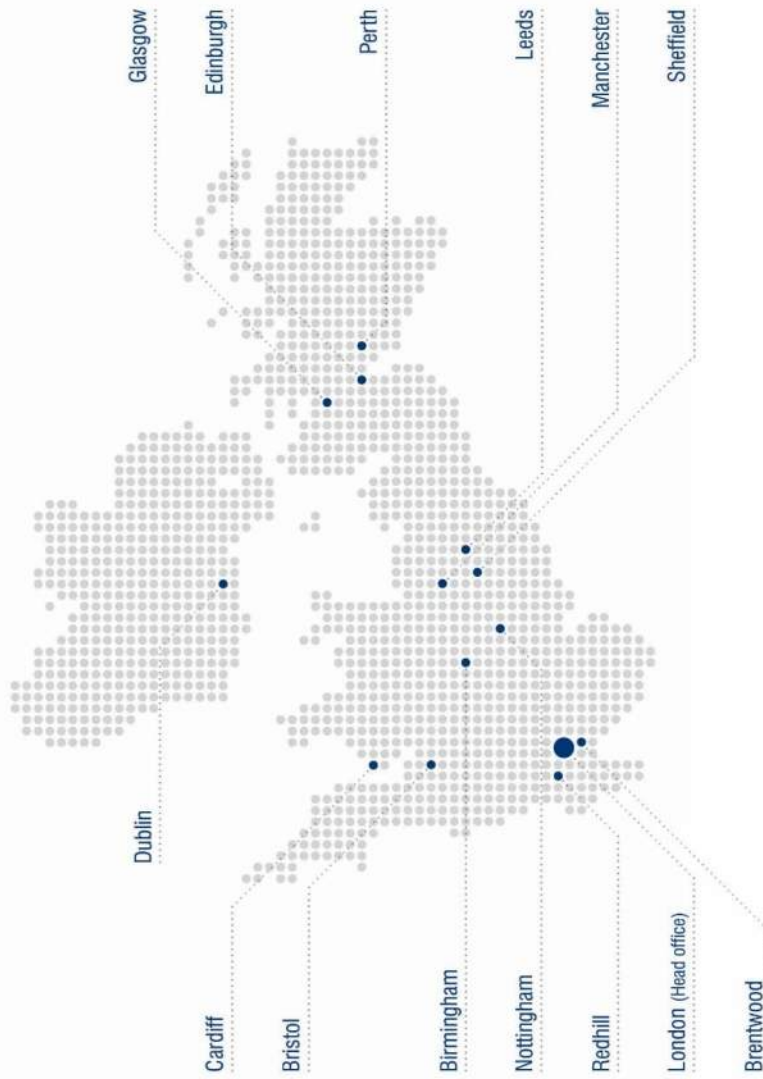 Glasgow
Edinburgh
Perth
Leeds
Manchester
Sheffield
Dublin
Cardiff
Bristol
Birmingham
Nottingham
Redhill
London (Head office)
Brentwood